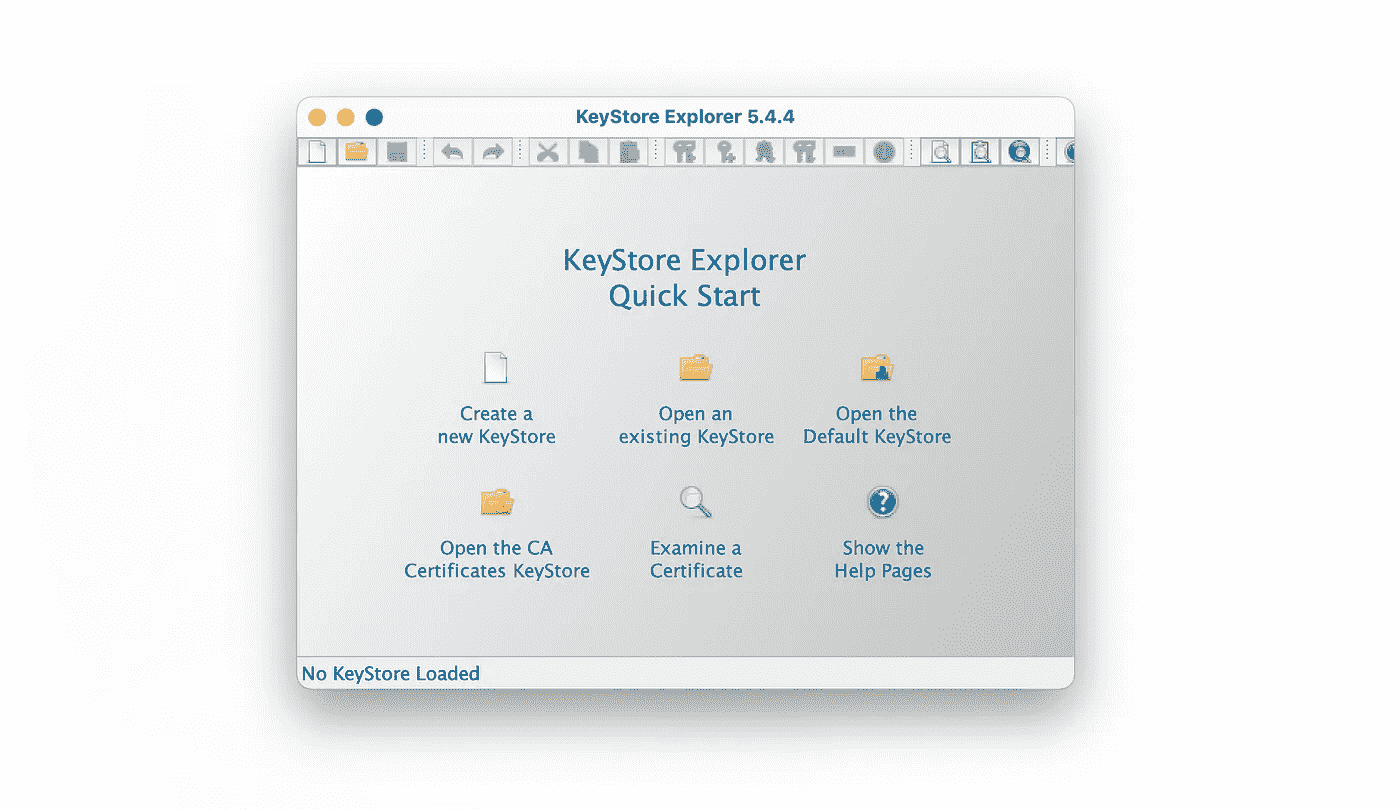 KeyStore Explorer 5.4.4
KeyStore Explorer
Quick Start
Create a
new KeyStore
Open an
existing KeyStore
Open the
Default KeyStore
Open the CA
Certificates KeyStore
Examine a
Certificate
Show the
Help Pages
No KeyStore Loaded